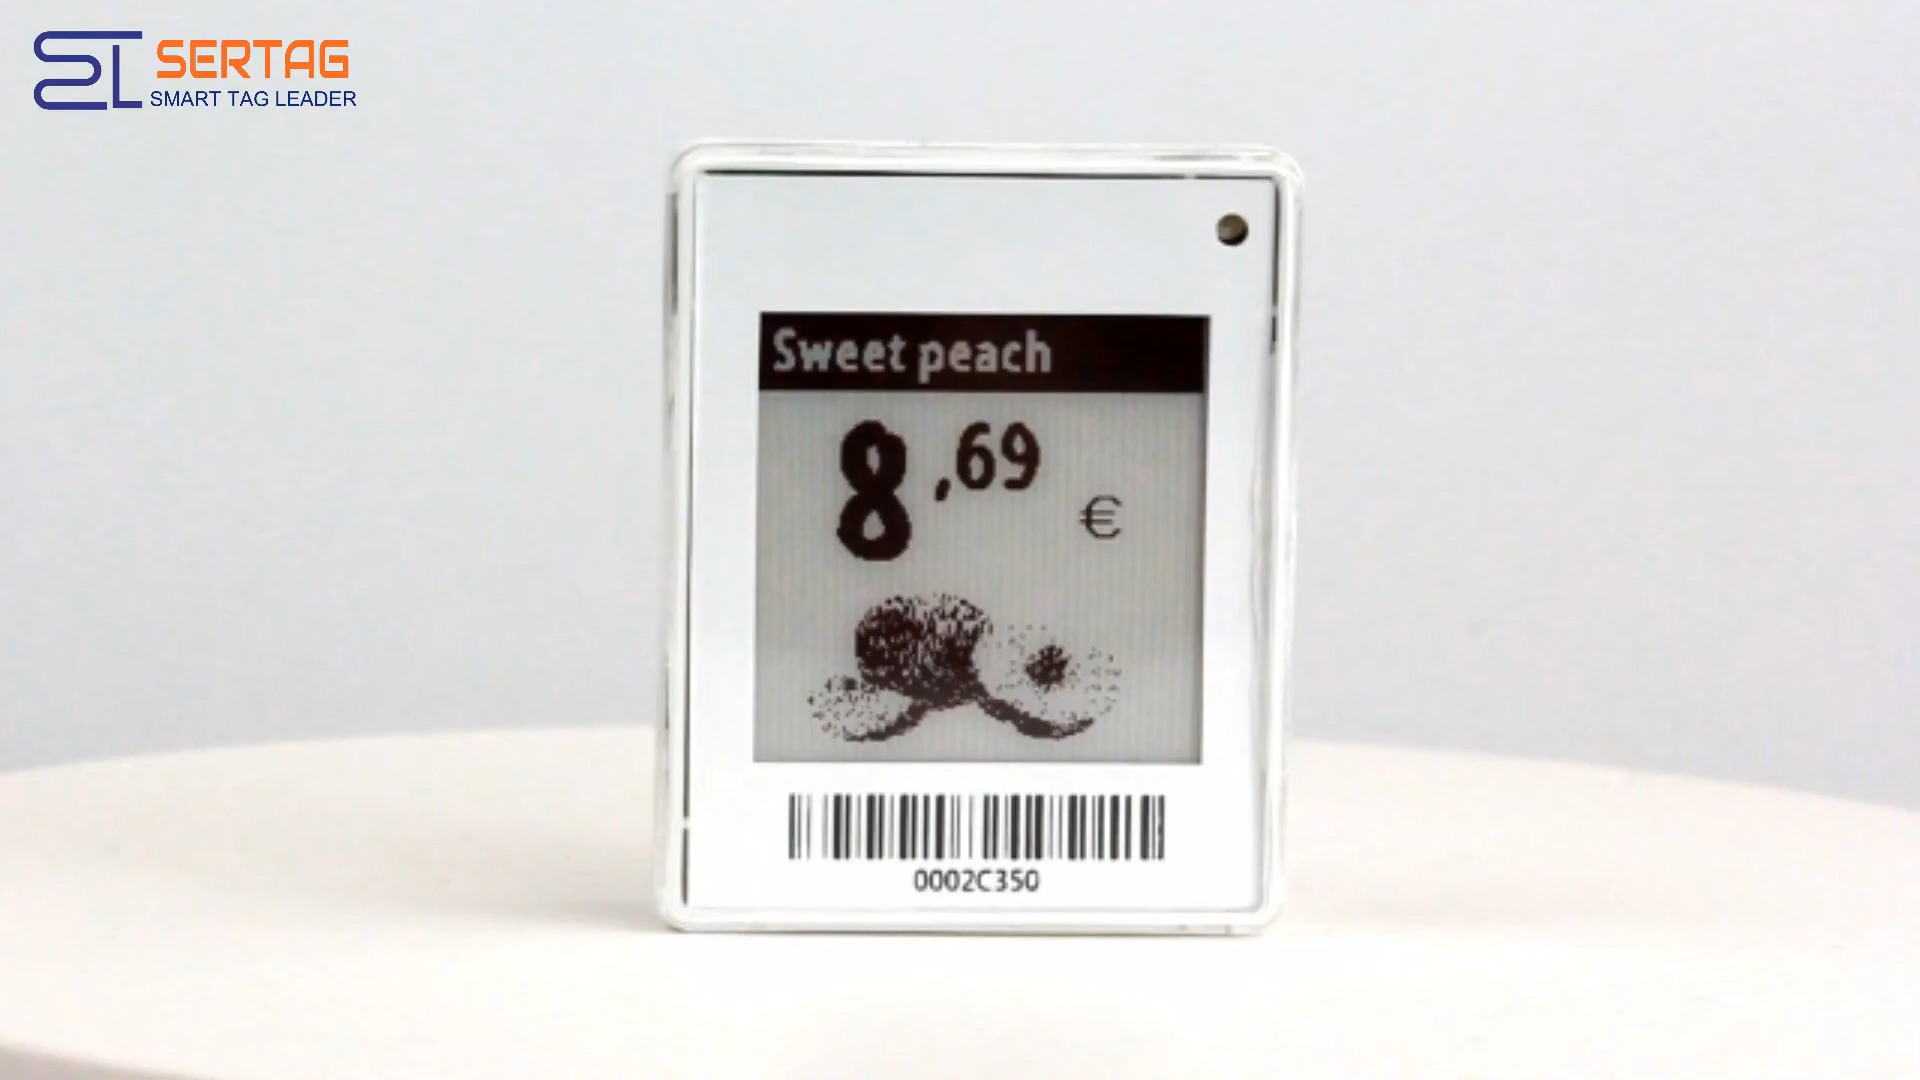 SERTAG
SMART TAG LEADER
Sweet peach
8,69
€
0002C350